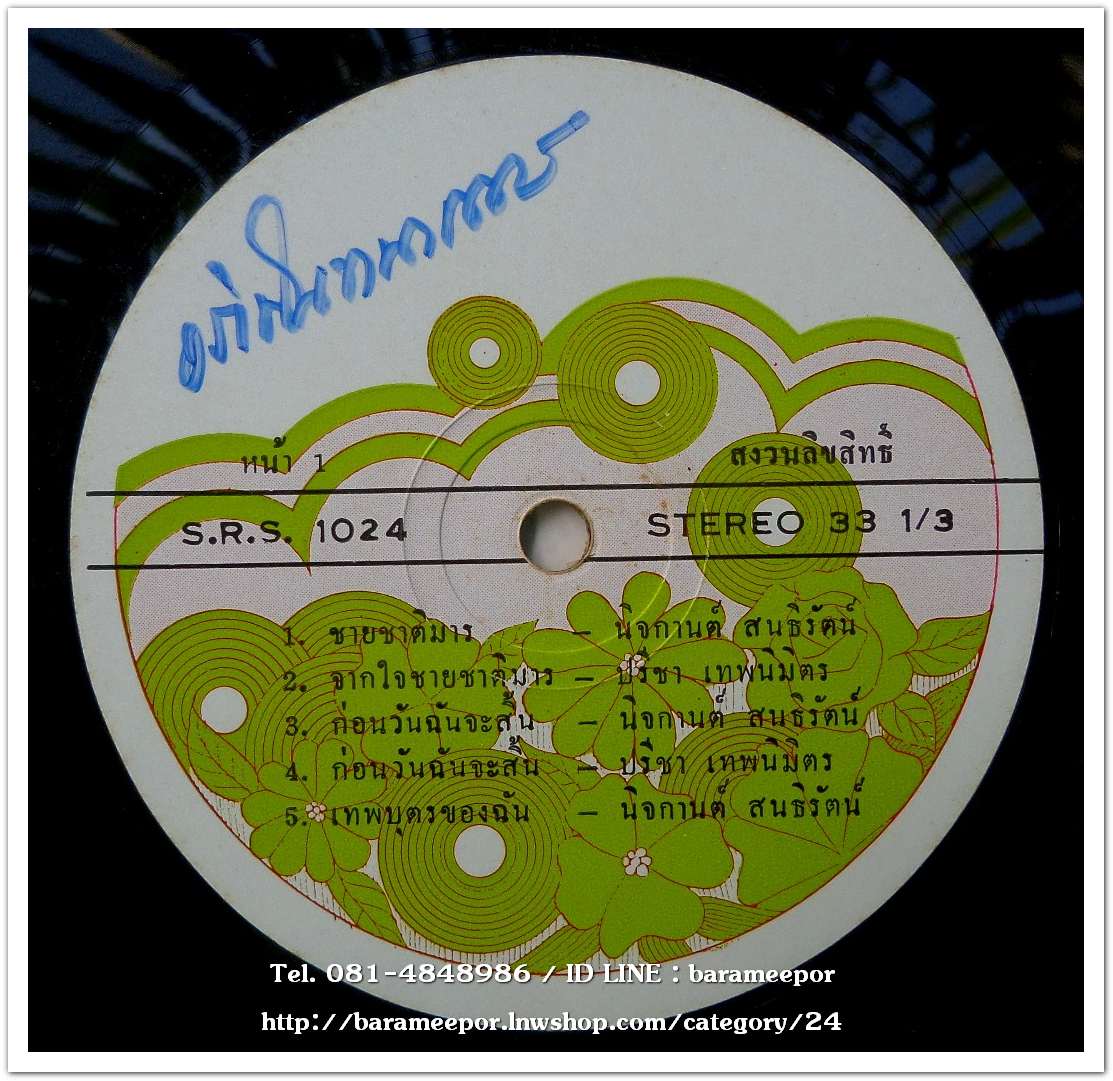 หน้า 1 สงวนลิขสิทธิ์
S.R.S. 1024 STEREO 33 1/3
1. ชายชาติมาร – นิจกานต์ สนธิรัตน์
2. จากใจชายชาติมาร – ปรีชา เทพนิมิตร
3. ก่อนวันฉันจะสิ้น – นิจกานต์ สนธิรัตน์
4. ก่อนวันฉันจะสิ้น – ปรีชา เทพนิมิตร
5. เทพบุตรของฉัน – นิจกานต์ สนธิรัตน์
Tel. 081-4848986 / ID LINE : barameepor
http://barameepor.lnwshop.com/category/24